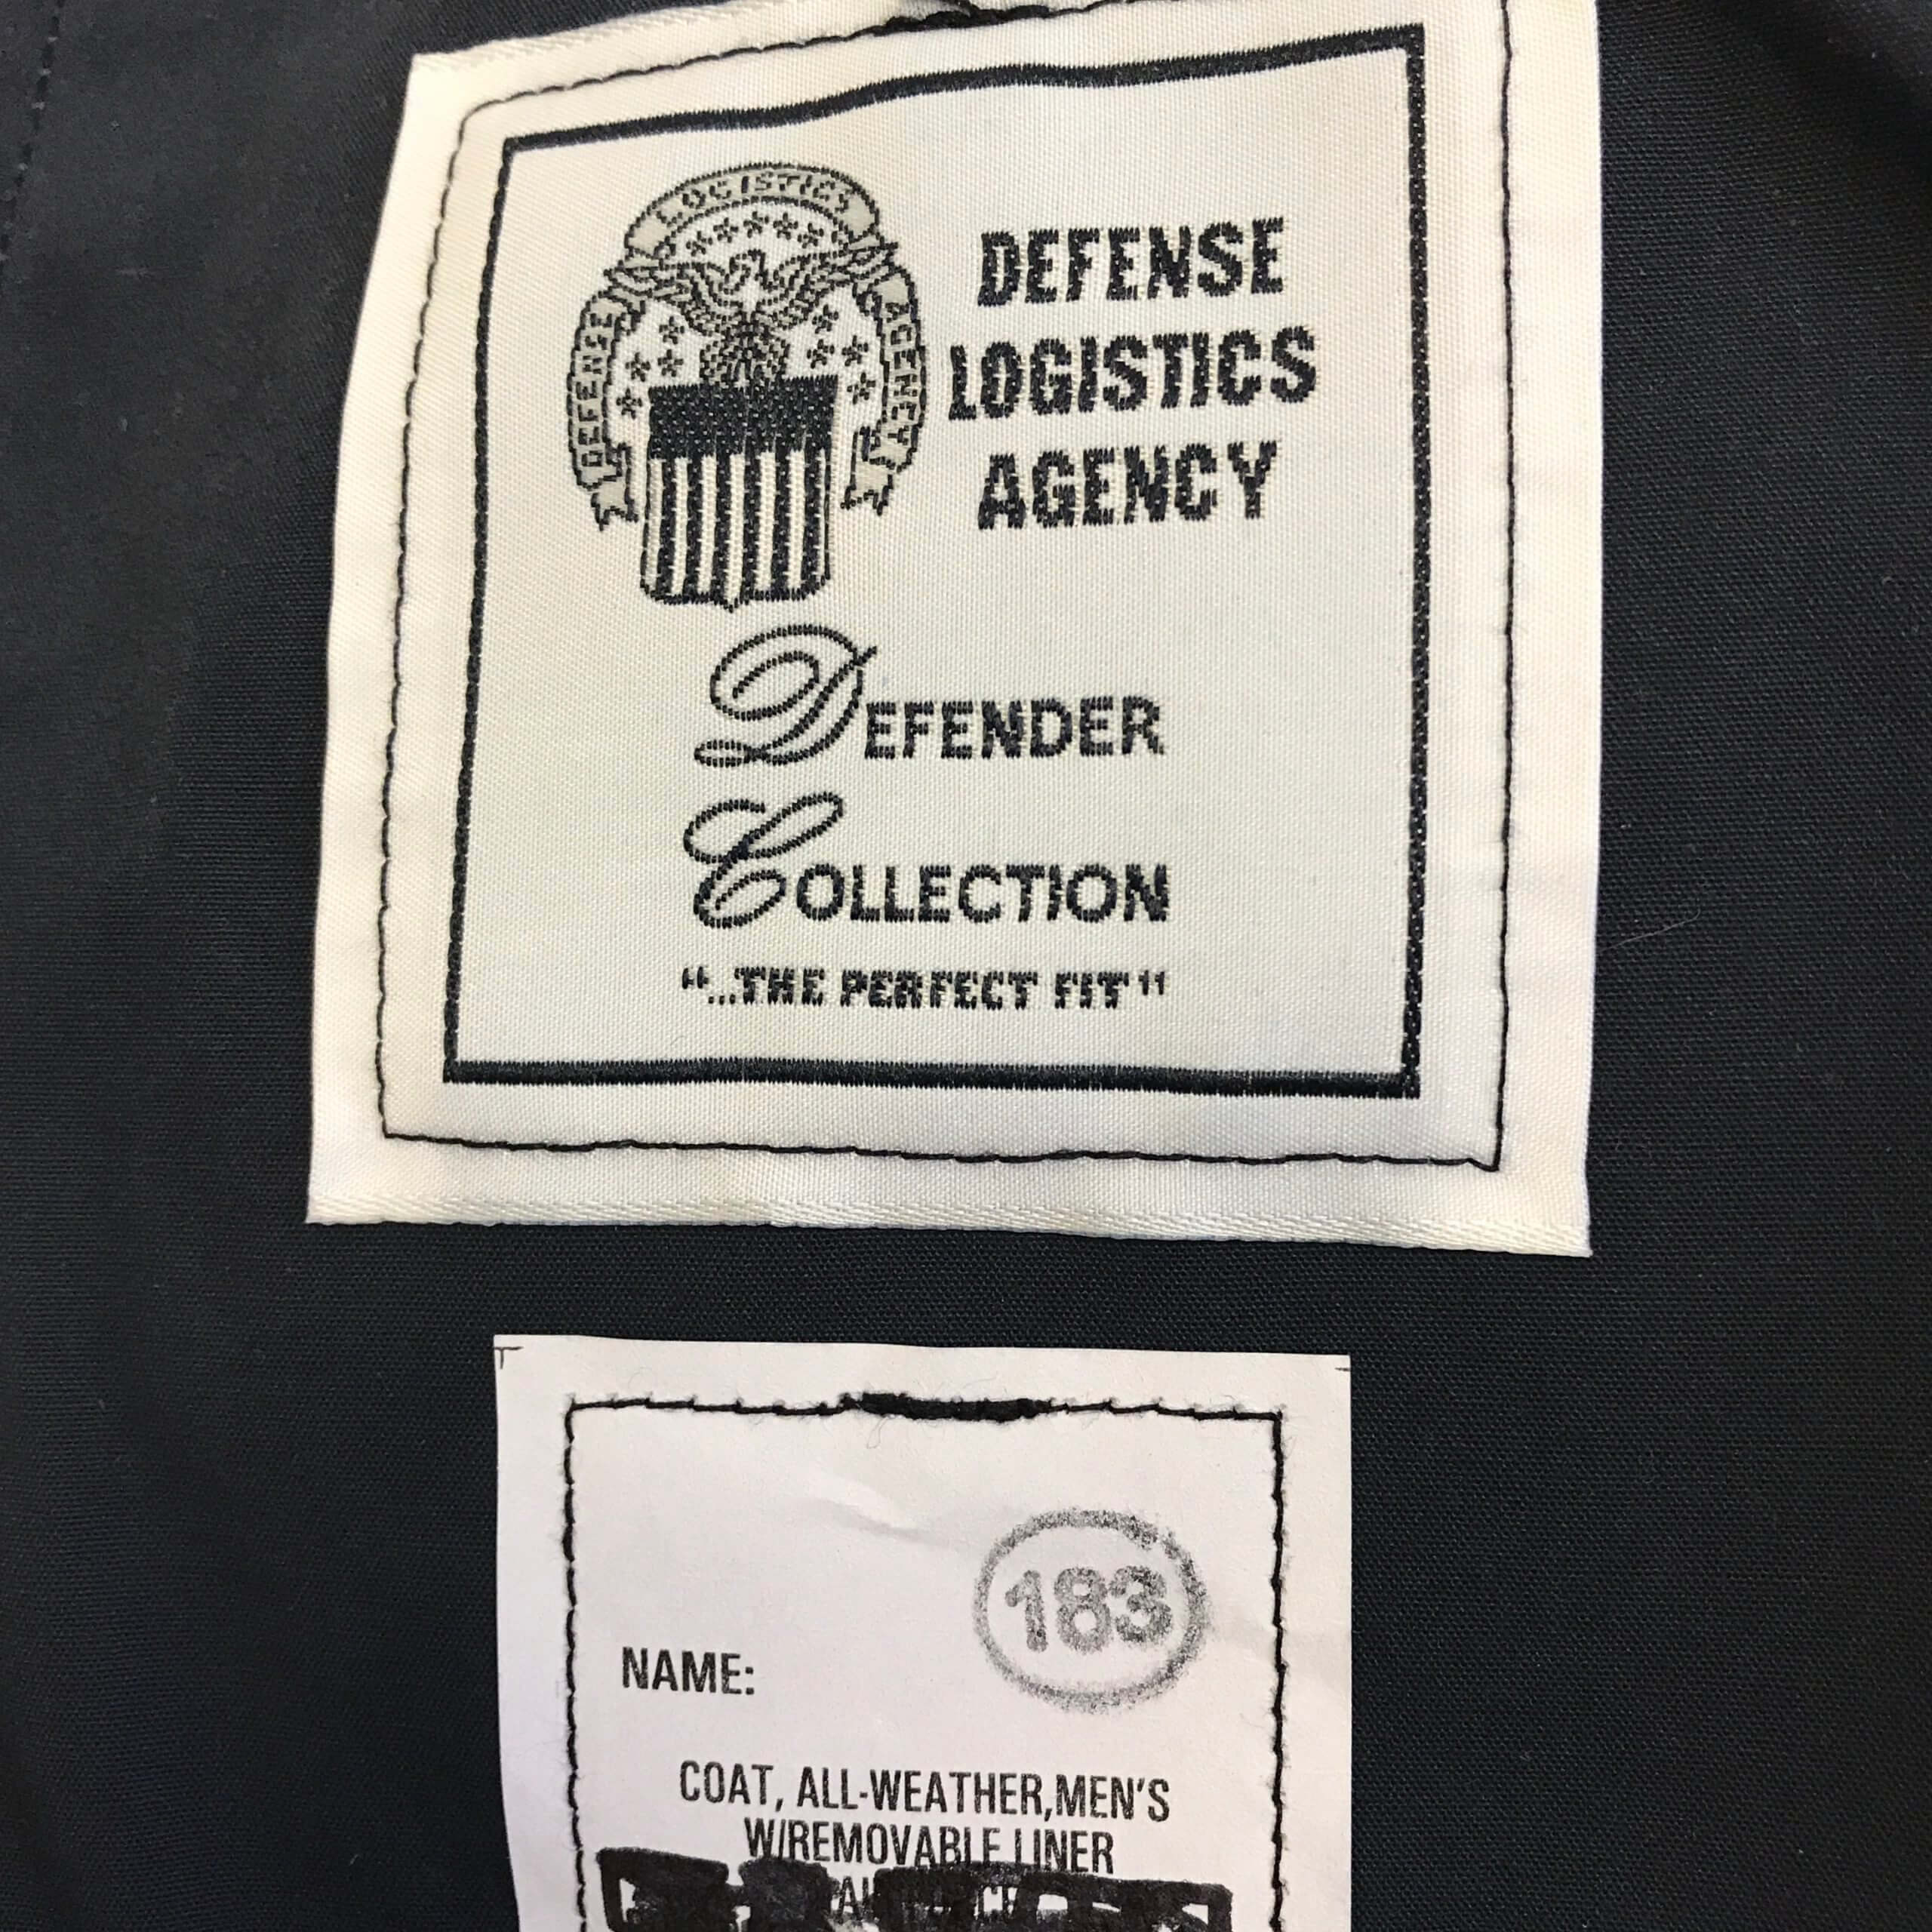 LOGISTICS
DEFENSE
AGENCY
DEFENSE
LOGISTICS
AGENCY
DEFENDER
COLLECTION
"...THE PERFECT FIT"
183
NAME:
COAT, ALL-WEATHER,MEN'S
W/REMOVABLE LINER